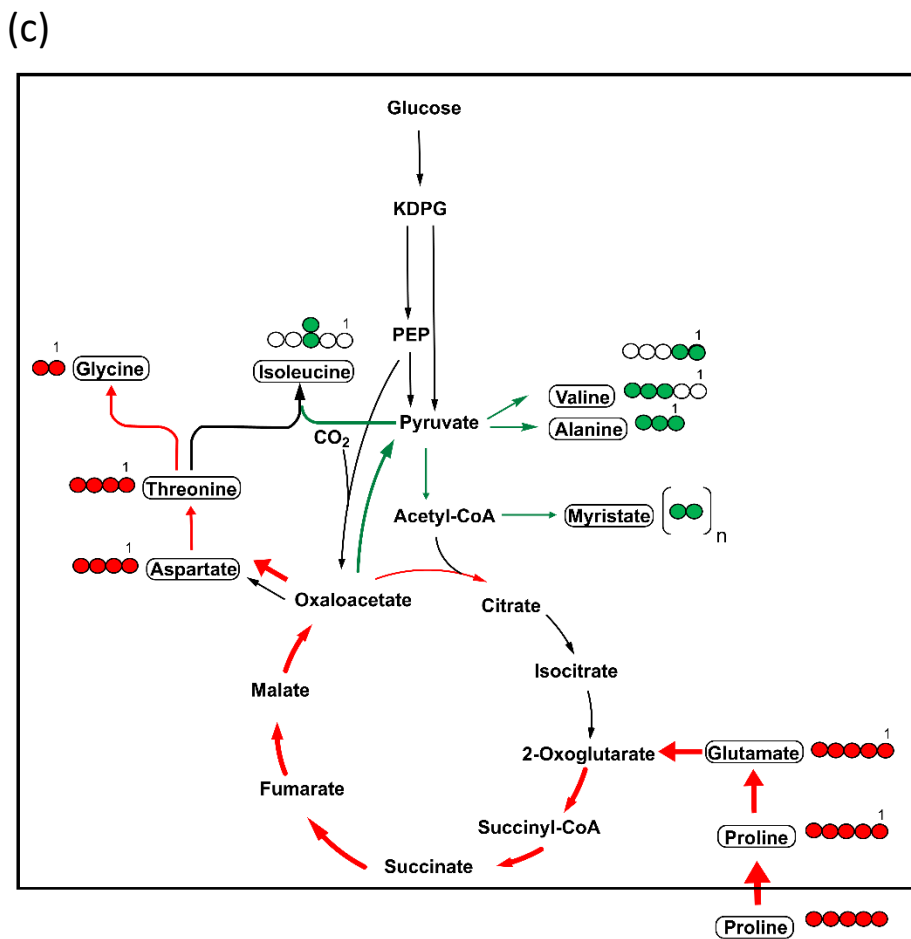 (c)
Glucose
KDPG
PEP
1
Isoleucine
1
Glycine
1
1
Valine
1
Alanine
Pyruvate
CO2
1
Threonine
Acetyl-CoA
Myristate
n
1
Aspartate
Oxaloacetate
Citrate
Isocitrate
Malate
1
2-Oxoglutarate
Glutamate
Fumarate
Succinyl-CoA
1
Proline
Succinate
Proline